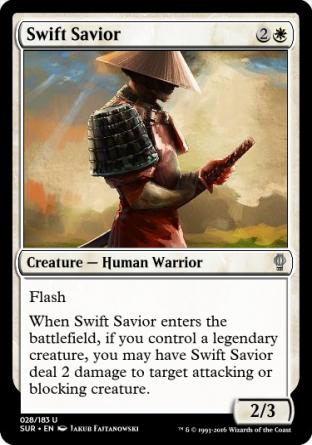 Swift Savior 2
Creature — Human Warrior
Flash
When Swift Savior enters the
battlefield, if you control a legendary
creature, you may have Swift Savior
deal 2 damage to target attacking or
blocking creature.
2/3
028/183 U
SUR • EN Jakub Fajtanowski
™ & © 1993-2016 Wizards of the Coast